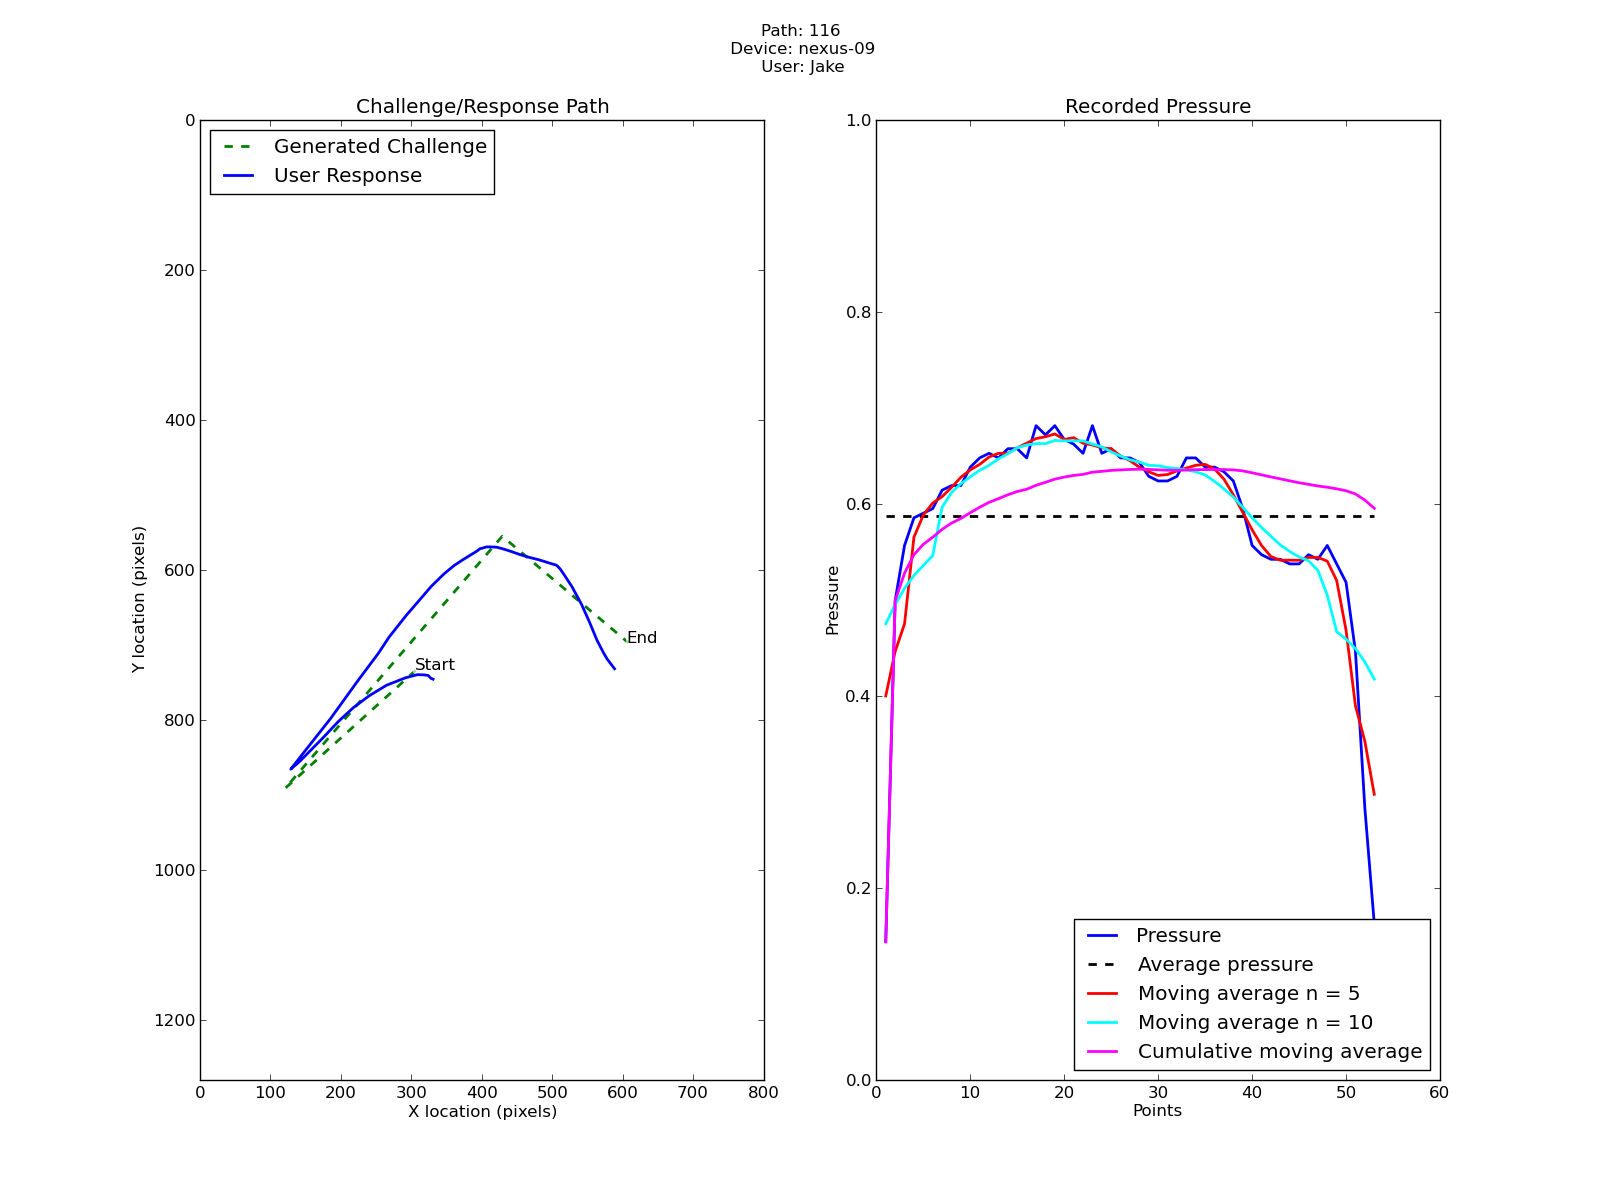 Path: 116
Device: nexus-09
User: Jake
Challenge/Response Path
Generated Challenge
User Response
0
200
400
600
800
1000
1200
Y location (pixels)
Start
End
0 100 200 300 400 500 600 700 800
X location (pixels)
Recorded Pressure
1.0
0.8
0.6
0.4
0.2
0.0
Pressure
Pressure
Average pressure
Moving average n = 5
Moving average n = 10
Cumulative moving average
0 10 20 30 40 50 60
Points